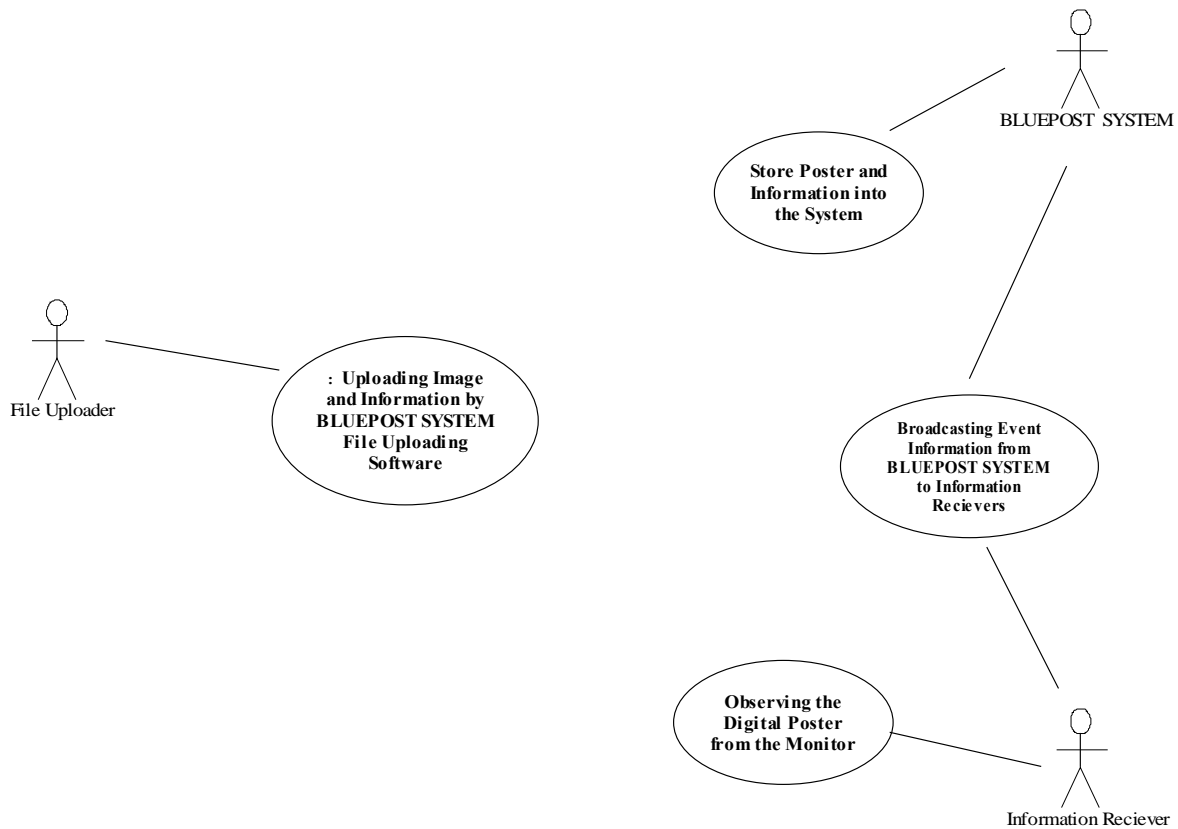 BLUEPOST SYSTEM
Store Poster and
Information into
the System
File Uploader
: Uploading Image
and Information by
BLUEPOST SYSTEM
File Uploading
Software
Broadcasting Event
Information from
BLUEPOST SYSTEM
to Information
Recievers
Observing the
Digital Poster
from the Monitor
Information Reciever